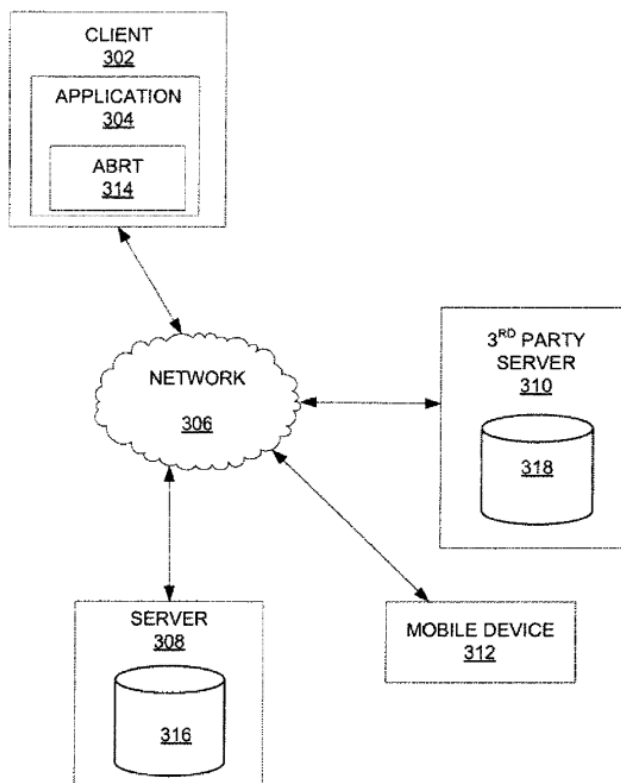 CLIENT
302
APPLICATION
304
ABRT
314
NETWORK
306
3RD PARTY
SERVER
310
318
SERVER
308
316
MOBILE DEVICE
312